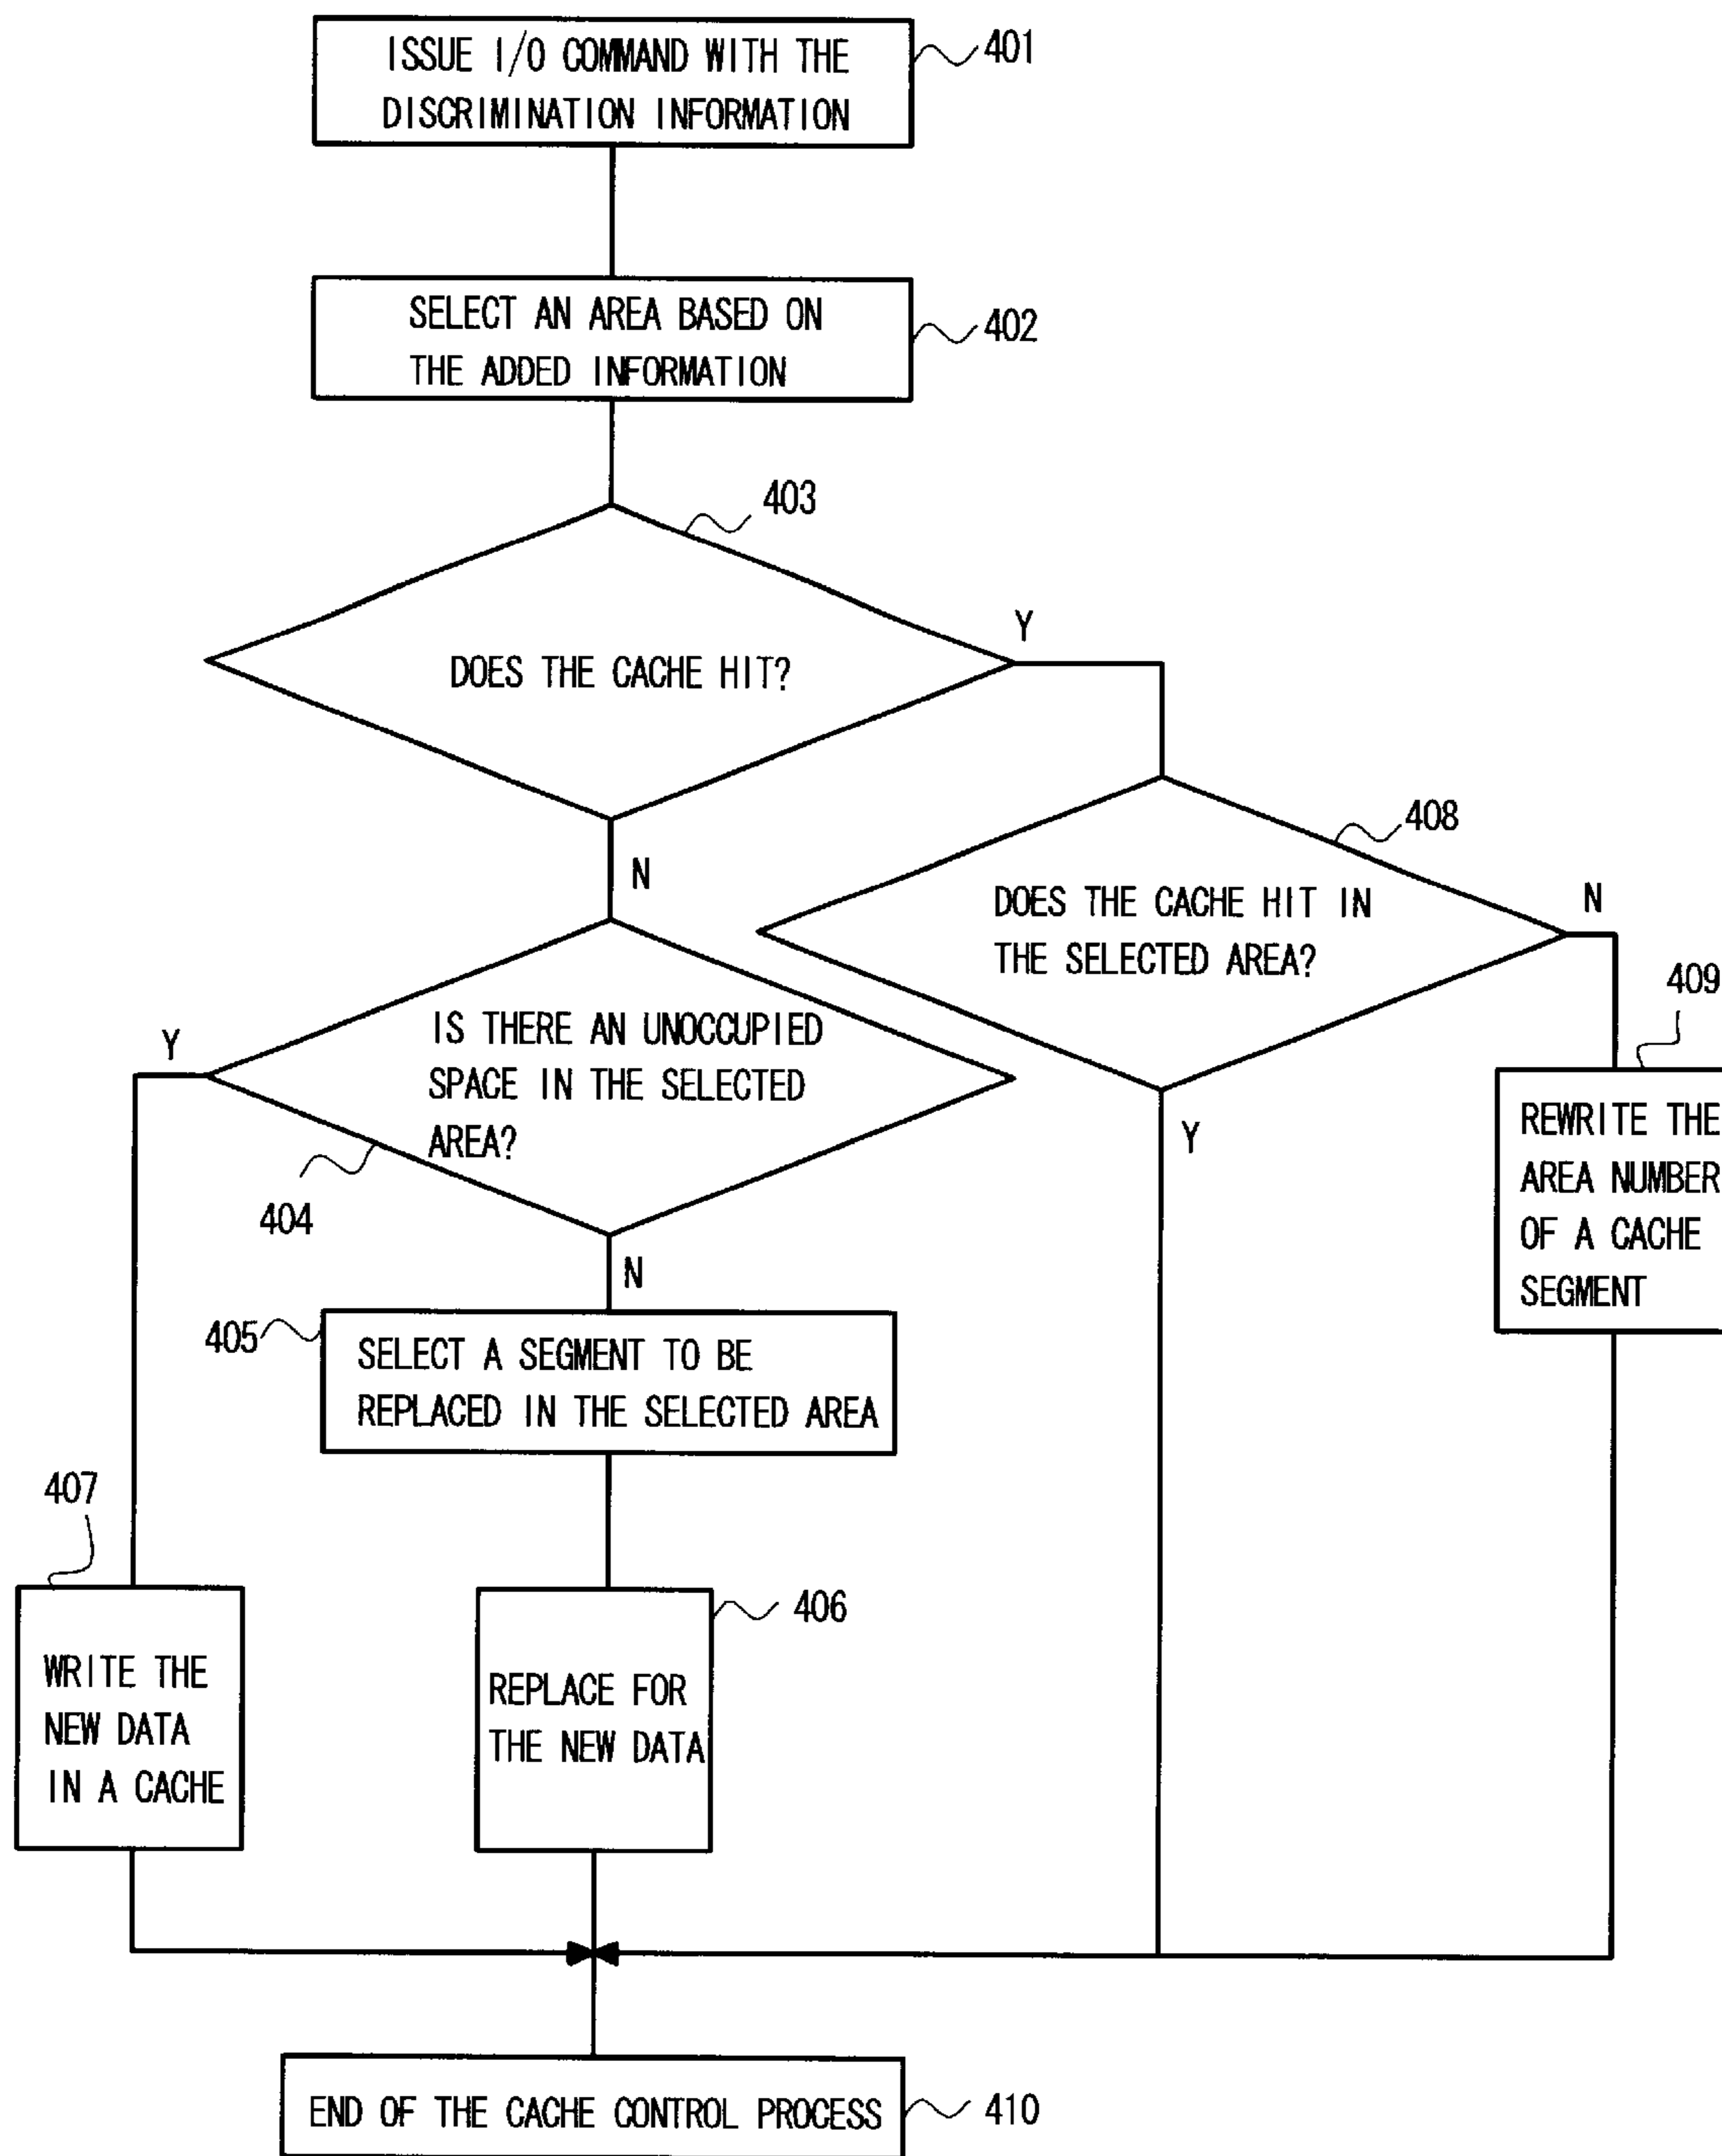 ISSUE I/O COMMAND WITH THE
DISCRIMINATION INFORMATION
401
SELECT AN AREA BASED ON
THE ADDED INFORMATION
402
403
DOES THE CACHE HIT?
Y
N
408
DOES THE CACHE HIT IN
THE SELECTED AREA?
N
Y
409
REWRITE THE
AREA NUMBER
OF A CACHE
SEGMENT
IS THERE AN UNOCCUPIED
SPACE IN THE SELECTED
AREA?
Y
404
N
405
SELECT A SEGMENT TO BE
REPLACED IN THE SELECTED AREA
407
WRITE THE
NEW DATA
IN A CACHE
406
REPLACE FOR
THE NEW DATA
END OF THE CACHE CONTROL PROCESS
410